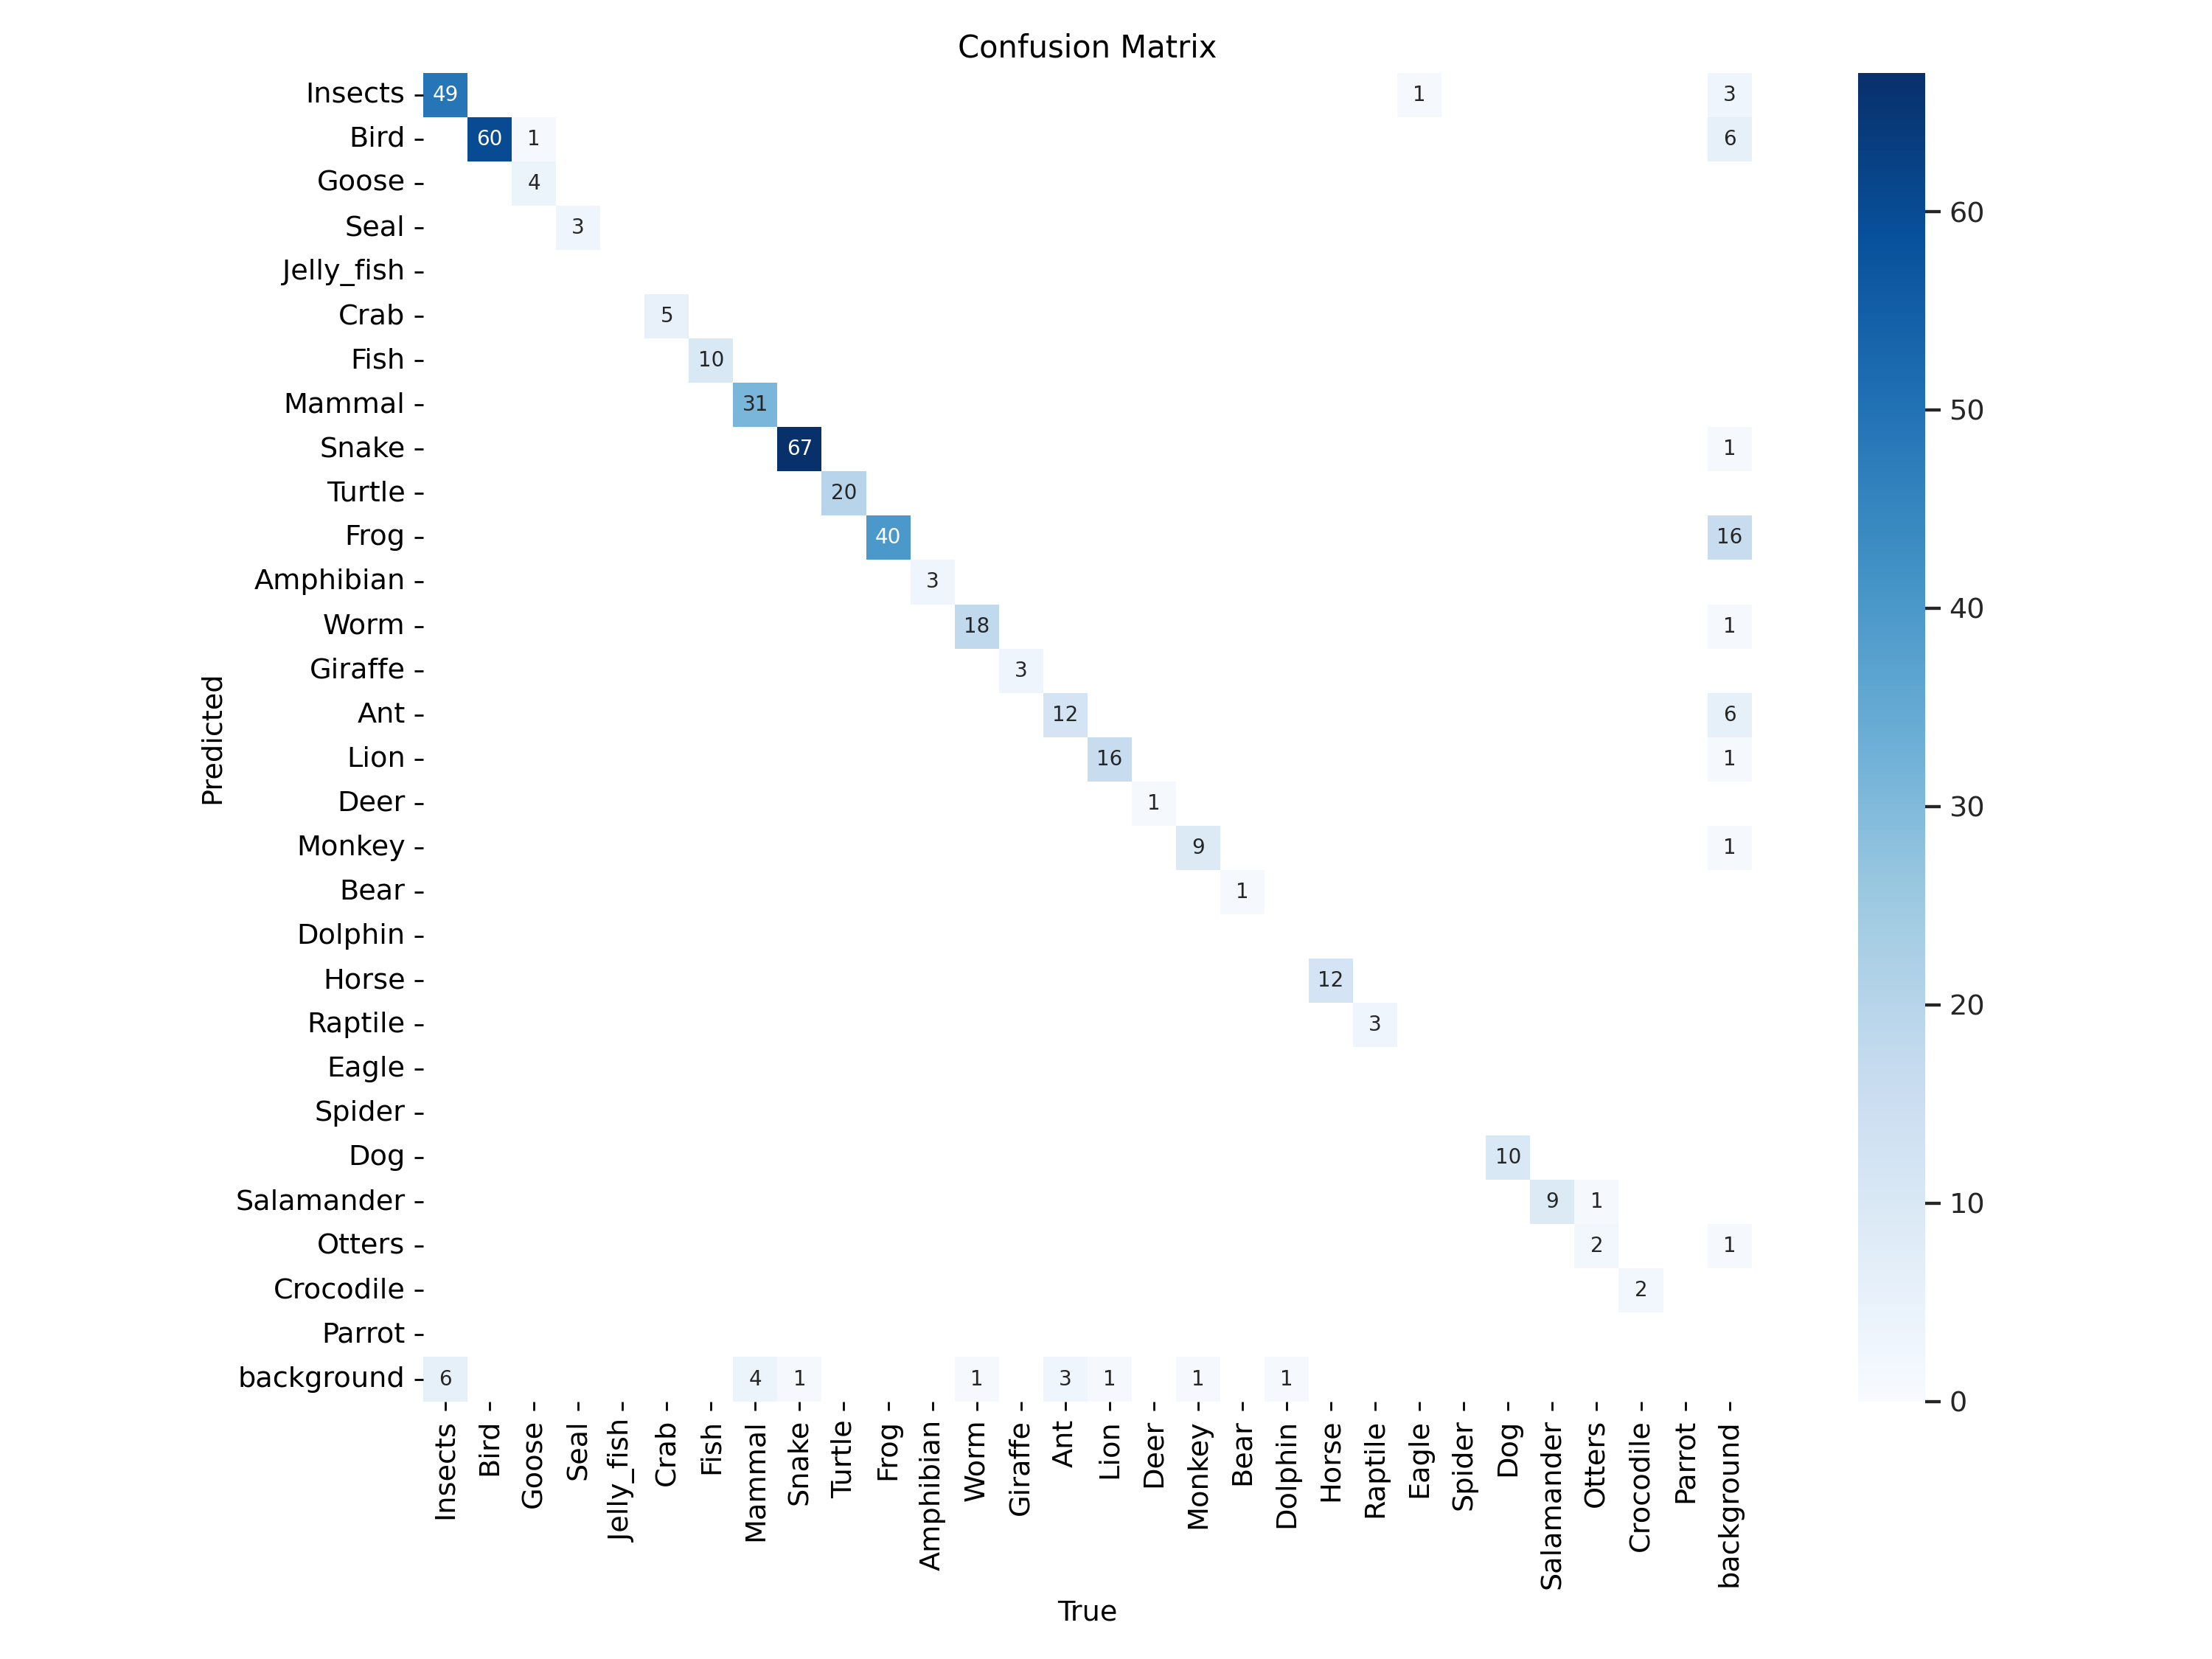 Confusion Matrix
Insects 49 1 3
Bird 60 1 6
Goose 4
Seal 3
Jelly_fish
Crab 5
Fish 10
Mammal 31
Snake 67 1
Turtle 20
Frog 40 16
Amphibian 3
Worm 18 1
Giraffe 3
Ant 12 6
Lion 16 1
Deer 1
Monkey 9 1
Bear 1
Dolphin
Horse 12
Raptile 3
Eagle
Spider
Dog 10
Salamander 9 1
Otters 2 1
Crocodile 2
Parrot
background 6 4 1 1 3 1 1 1
Predicted
Insects Bird Goose Seal Jelly_fish Crab Fish Mammal Snake Turtle Frog Amphibian Worm Giraffe Ant Lion Deer Monkey Bear Dolphin Horse Raptile Eagle Spider Dog Salamander Otters Crocodile Parrot background
True
60
50
40
30
20
10
0